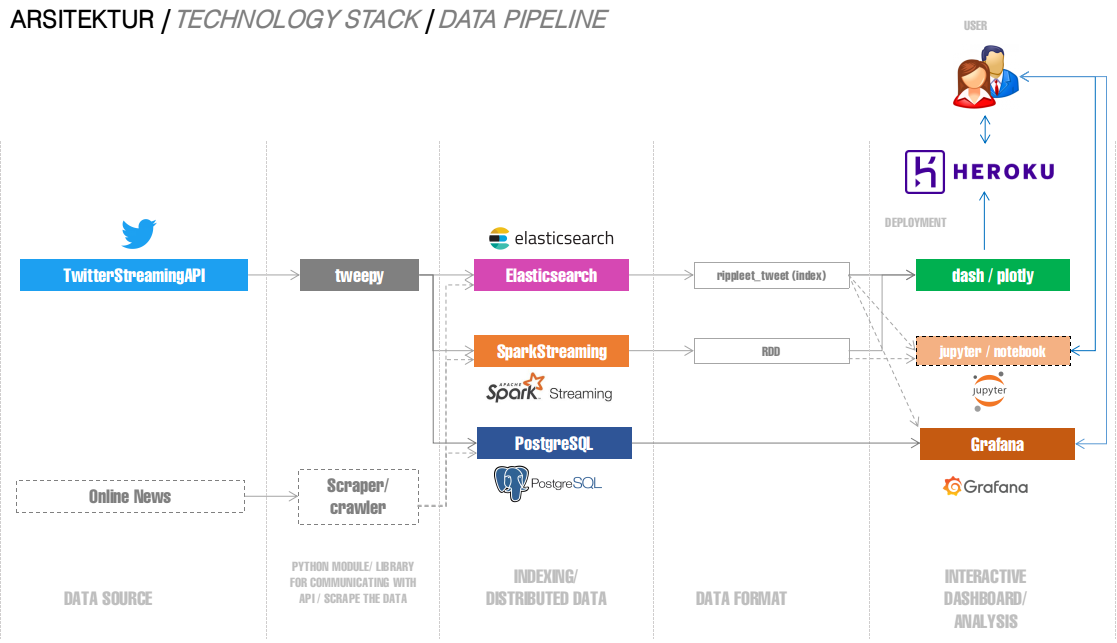 ARSITEKTUR / TECHNOLOGY STACK / DATA PIPELINE
USER
HEROKU
DEPLOYMENT
elasticsearch
TwitterStreamingAPI
tweepy
Elasticsearch
rippleet_tweet (index)
dash / plotly
SparkStreaming
RDD
jupyter / notebook
APACHE
Spark Streaming
jupyter
PostgreSQL
Grafana
PostgreSQL
Grafana
Online News
Scraper/
crawler
DATA SOURCE
PYTHON MODULE/ LIBRARY
FOR COMMUNICATING WITH
API / SCRAPE THE DATA
INDEXING/
DISTRIBUTED DATA
DATA FORMAT
INTERACTIVE
DASHBOARD/
ANALYSIS